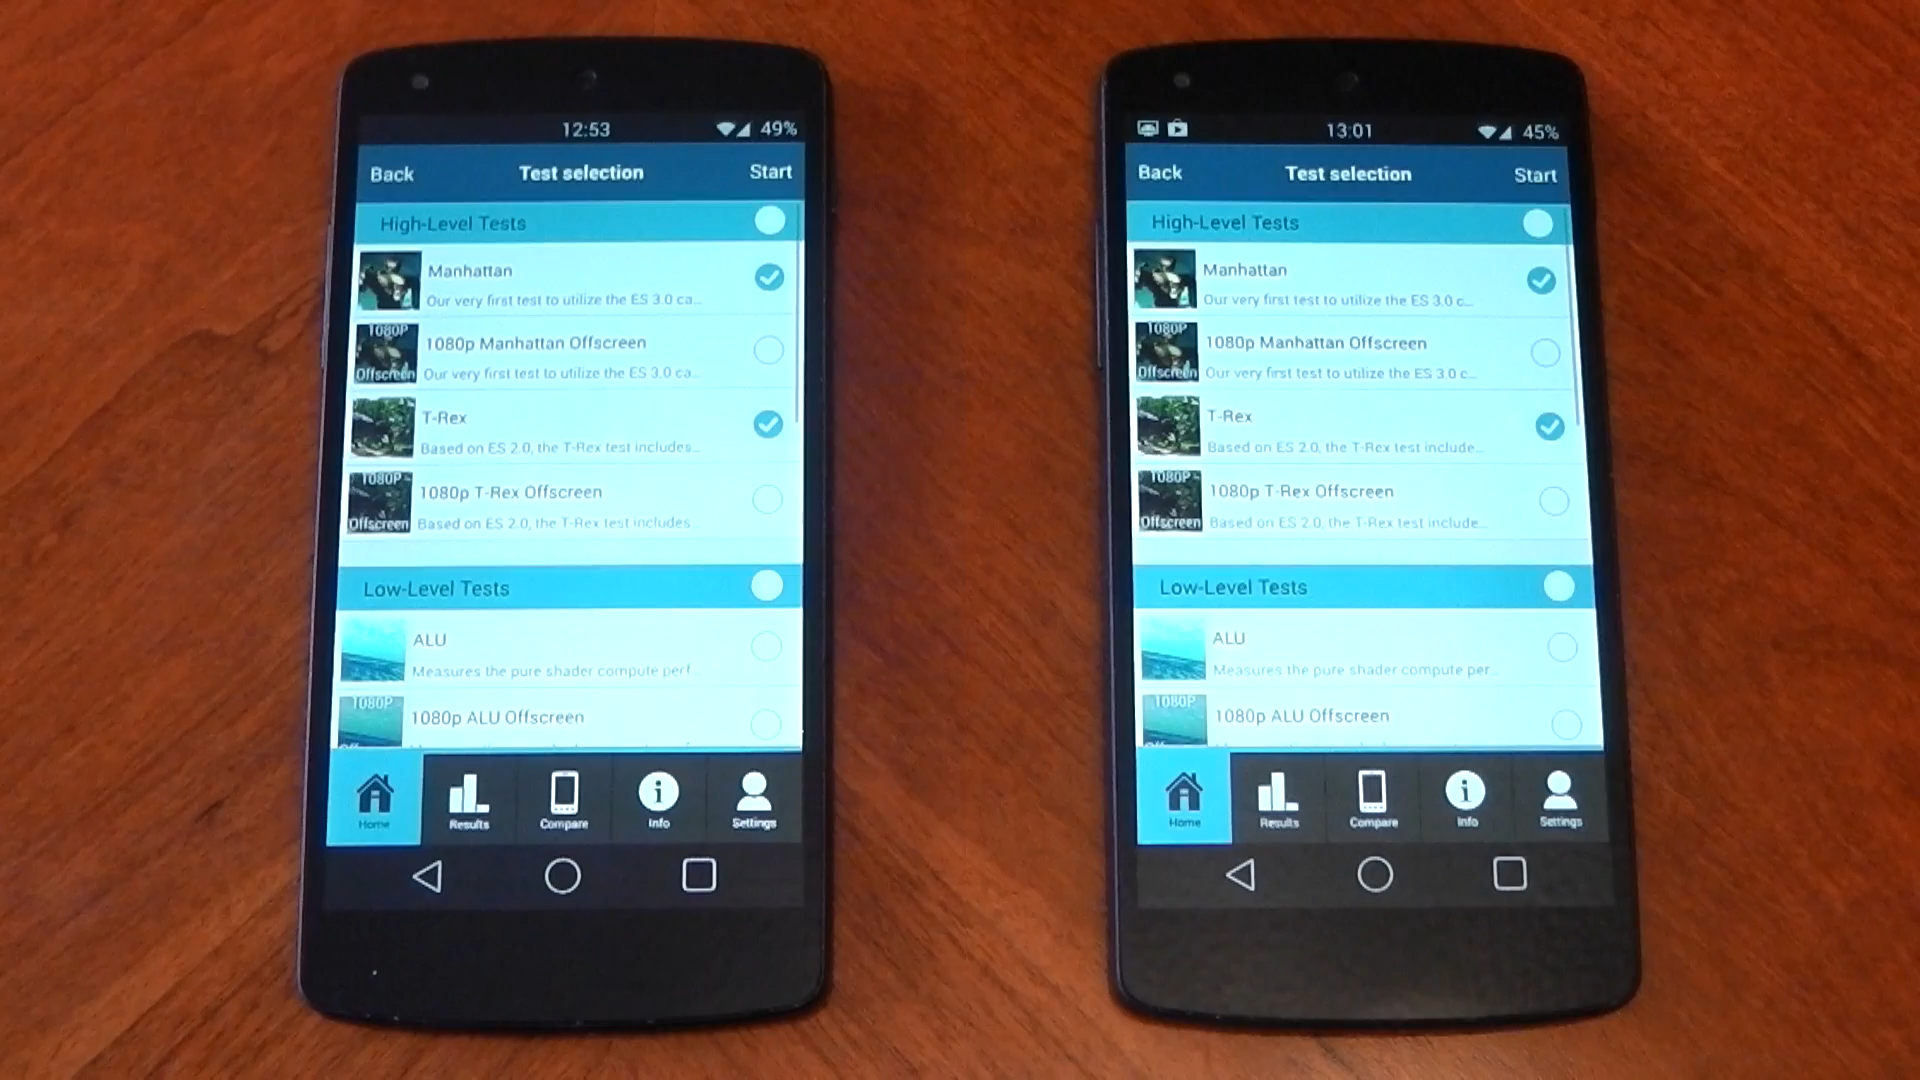 12:53
49%
Back
Test selection
Start
High-Level Tests
Manhattan
Our very first test to utilize the ES 3.0 ca...
1080P
Offscreen
1080p Manhattan Offscreen
Our very first test to utilize the ES 3.0 ca...
T-Rex
Based on ES 2.0, the T-Rex test includes...
1080P
Offscreen
1080p T-Rex Offscreen
Based on ES 2.0, the T-Rex test includes...
Low-Level Tests
ALU
Measures the pure shader compute perf...
1080P
1080p ALU Offscreen
Home
Results
Compare
Info
Settings
13:01
45%
Back
Test selection
Start
High-Level Tests
Manhattan
Our very first test to utilize the ES 3.0 c...
1080P
Offscreen
1080p Manhattan Offscreen
Our very first test to utilize the ES 3.0 c...
T-Rex
Based on ES 2.0, the T-Rex test include...
1080P
Offscreen
1080p T-Rex Offscreen
Based on ES 2.0, the T-Rex test include...
Low-Level Tests
ALU
Measures the pure shader compute per...
1080P
1080p ALU Offscreen
Home
Results
Compare
Info
Settings